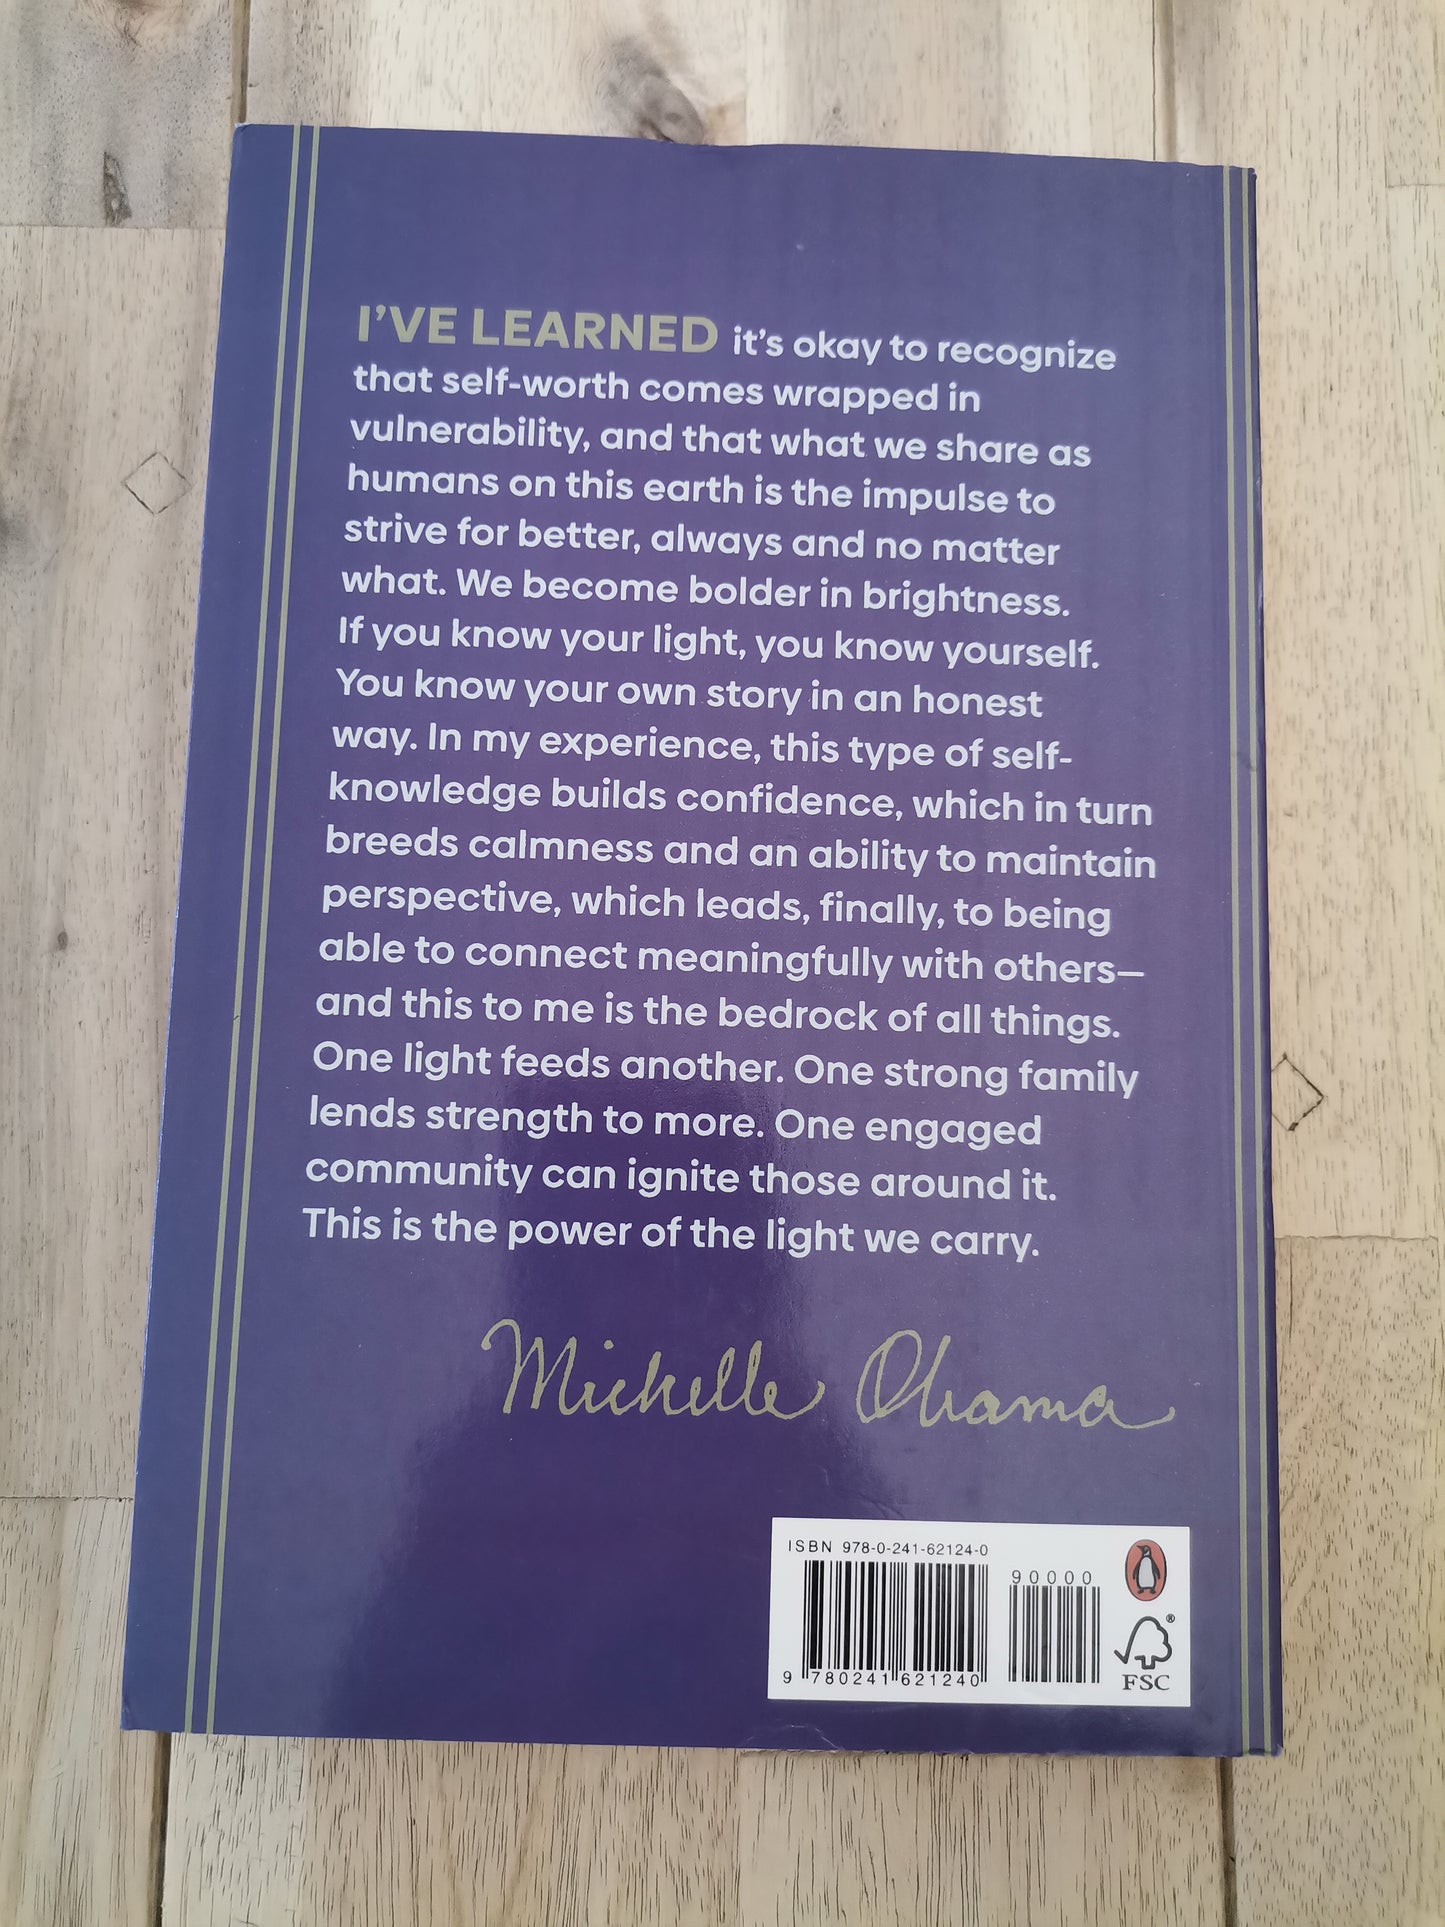 I'VE LEARNED it's okay to recognize
that self-worth comes wrapped in
vulnerability, and that what we share as
humans on this earth is the impulse to
strive for better, always and no matter
what. We become bolder in brightness.
If you know your light, you know yourself.
You know your own story in an honest
way. In my experience, this type of self-
knowledge builds confidence, which in turn
breeds calmness and an ability to maintain
perspective, which leads, finally, to being
able to connect meaningfully with others—
and this to me is the bedrock of all things.
One light feeds another. One strong family
lends strength to more. One engaged
community can ignite those around it.
This is the power of the light we carry.
Michelle Obama
ISBN 978-0-241-62124-0
90000
9 780241 621240
®
FSC